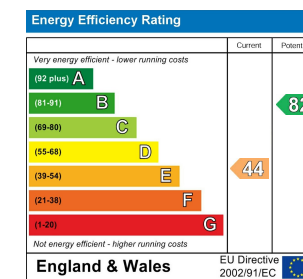 Energy Efficiency Rating
Current
Very energy efficient - lower running costs
(92 plus) A
(81-91) B
(69-80) C
(55-68) D
(39-54) E
44
(21-38) F
(1-20) G
Not energy efficient - higher running costs
England & Wales
EU Directive
2002/91/EC